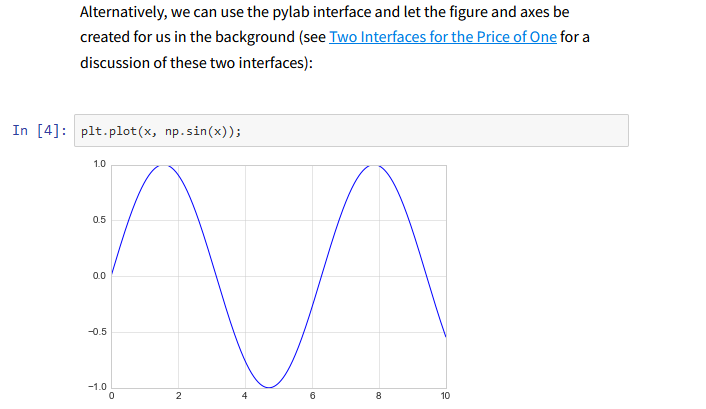 Alternatively, we can use the pylab interface and let the figure and axes be
created for us in the background (see Two Interfaces for the Price of One for a
discussion of these two interfaces):
In [4]: plt.plot(x, np.sin(x));
1.0
0.5
0.0
−0.5
−1.0
0 2 4 6 8 10